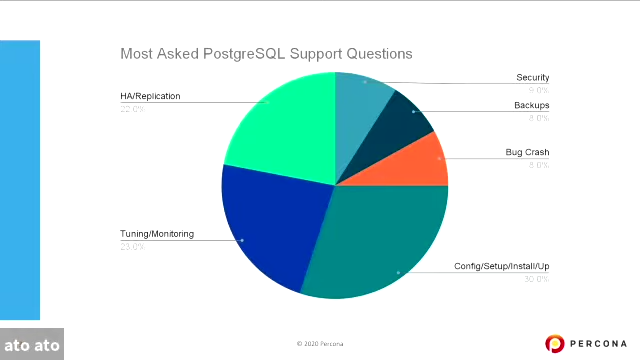 Most Asked PostgreSQL Support Questions
HA/Replication
22.0%
Security
9.0%
Backups
8.0%
Bug Crash
8.0%
Tuning/Monitoring
23.0%
Config/Setup/Install/Up
30.0%
ato ato
© 2020 Percona
PERCONA